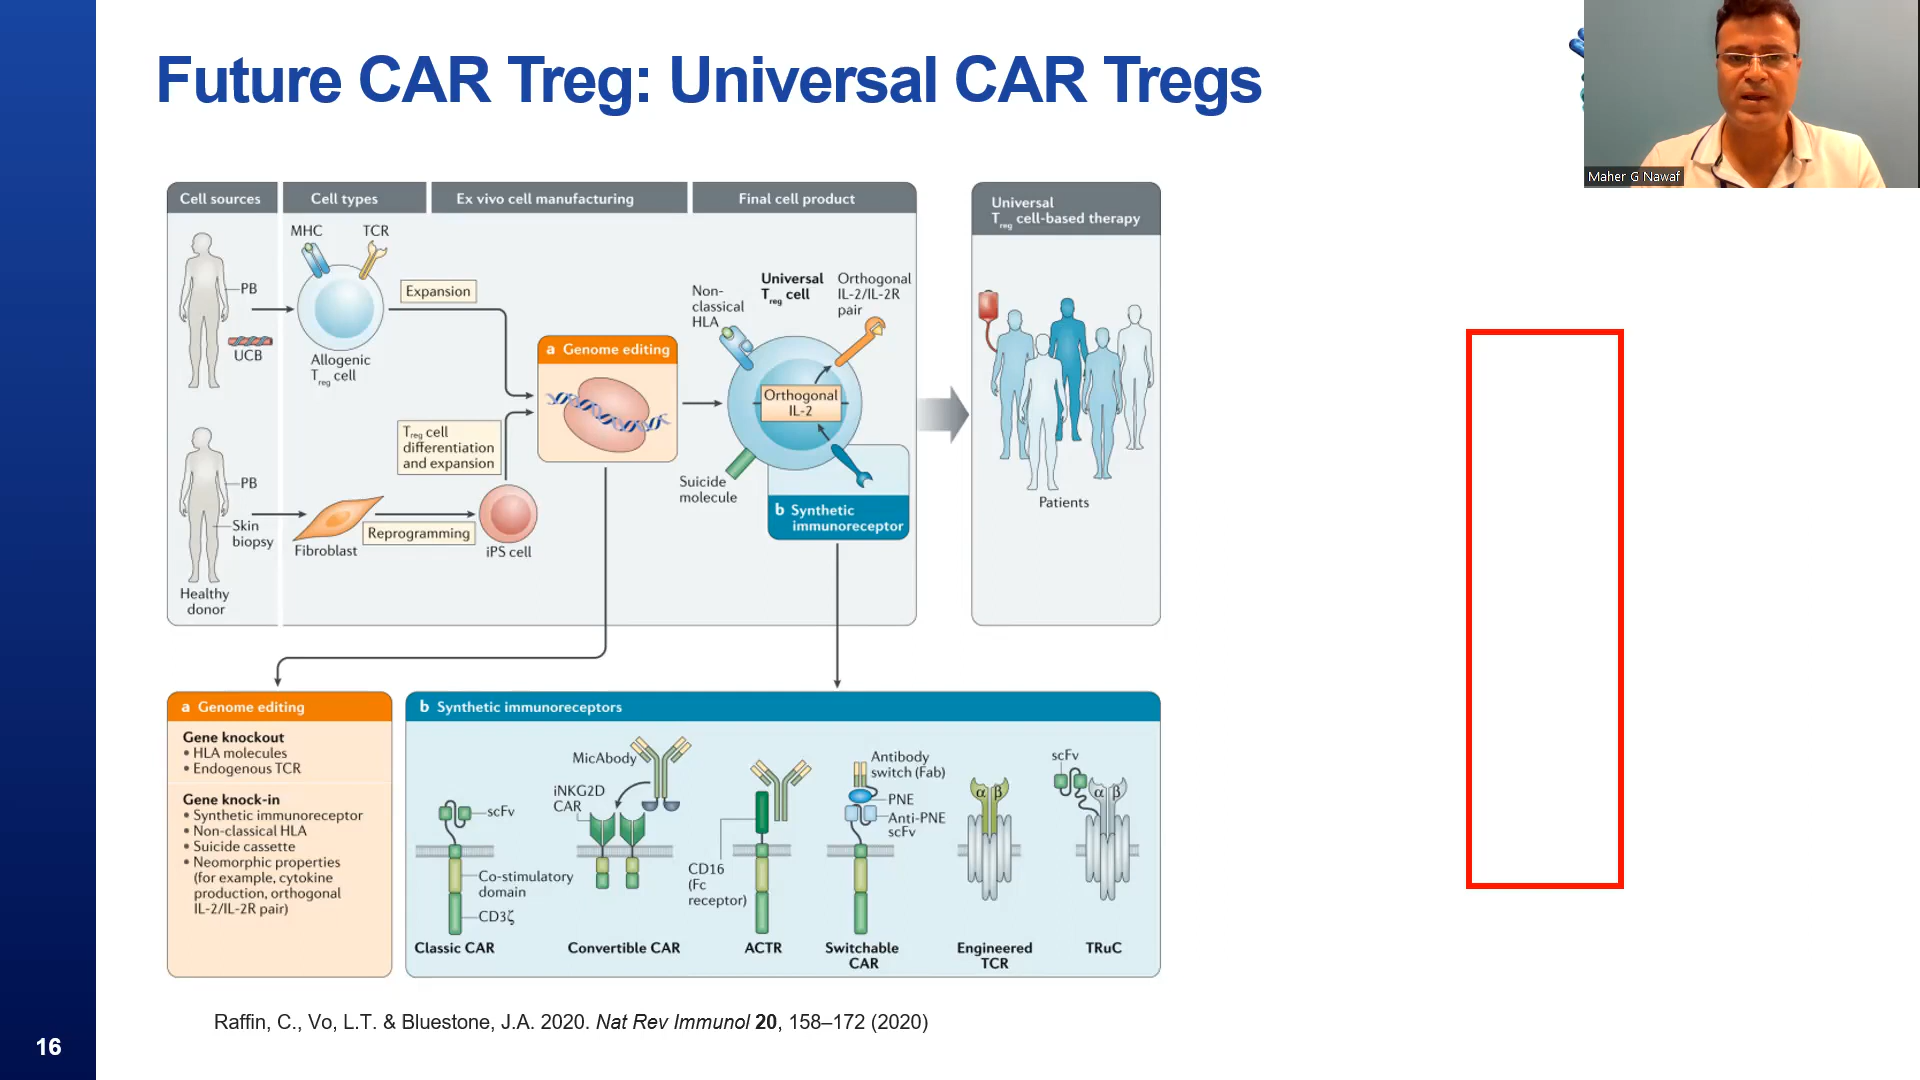 Future CAR Treg: Universal CAR Tregs
Maher G Nawaf
Cell sources
Cell types
Ex vivo cell manufacturing
Final cell product
Universal
Treg cell-based therapy
MHC
TCR
PB
UCB
Allogenic
Treg cell
Expansion
a Genome editing
Treg cell
differentiation
and expansion
PB
Skin
biopsy
Healthy
donor
Fibroblast
Reprogramming
iPS cell
Non-
classical
HLA
Universal
Treg cell
Orthogonal
IL-2/IL-2R
pair
Orthogonal
IL-2
Suicide
molecule
b Synthetic
immunoreceptor
Patients
a Genome editing
Gene knockout
• HLA molecules
• Endogenous TCR
Gene knock-in
• Synthetic immunoreceptor
• Non-classical HLA
• Suicide cassette
• Neomorphic properties
(for example, cytokine
production, orthogonal
IL-2/IL-2R pair)
b Synthetic immunoreceptors
scFv
Co-stimulatory
domain
CD3ζ
Classic CAR
MicAbody
iNKG2D
CAR
Convertible CAR
CD16
(Fc
receptor)
ACTR
Antibody
switch (Fab)
PNE
Anti-PNE
scFv
Switchable
CAR
α β
Engineered
TCR
scFv
α β
TRuC
Raffin, C., Vo, L.T. & Bluestone, J.A. 2020. Nat Rev Immunol 20, 158–172 (2020)
16